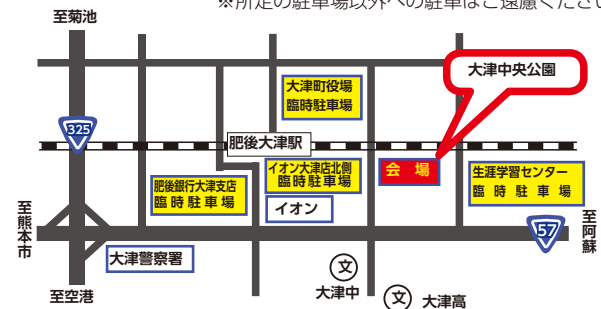 ※所定の駐車場以外への駐車はご遠慮ください
至菊池
大津中央公園
大津町役場
臨時駐車場
325
肥後大津駅
イオン大津店北側
臨時駐車場
会場
生涯学習センター
臨時駐車場
肥後銀行大津支店
臨時駐車場
イオン
至熊本市
至阿蘇
57
大津警察署
文
大津中
至空港
文
大津高